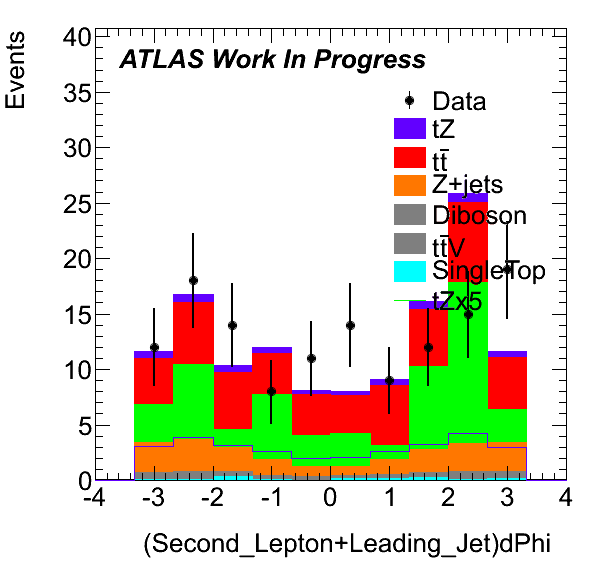 Events
40
35
30
25
20
15
10
5
0
ATLAS Work In Progress
Data
tZ
tt̅
Z+jets
Diboson
tt̅V
SingleTop
tZx5
-4 -3 -2 -1 0 1 2 3 4
(Second_Lepton+Leading_Jet)dPhi